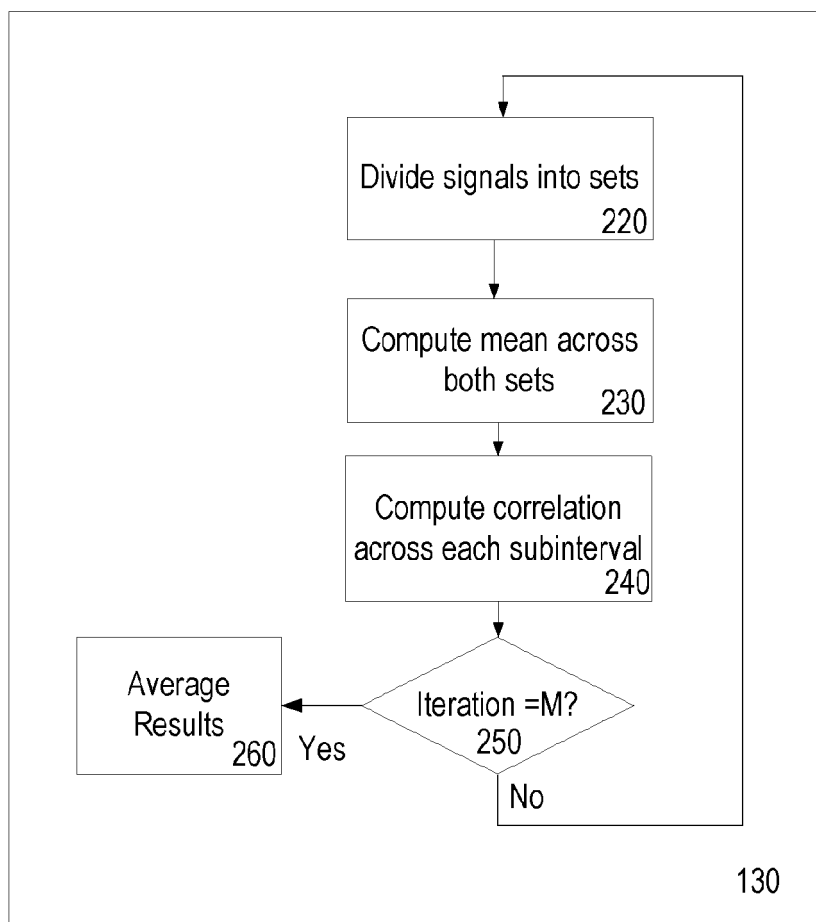 Divide signals into sets
220
Compute mean across
both sets
230
Compute correlation
across each subinterval
240
Iteration =M?
250
Average
Results
260
Yes
No
130